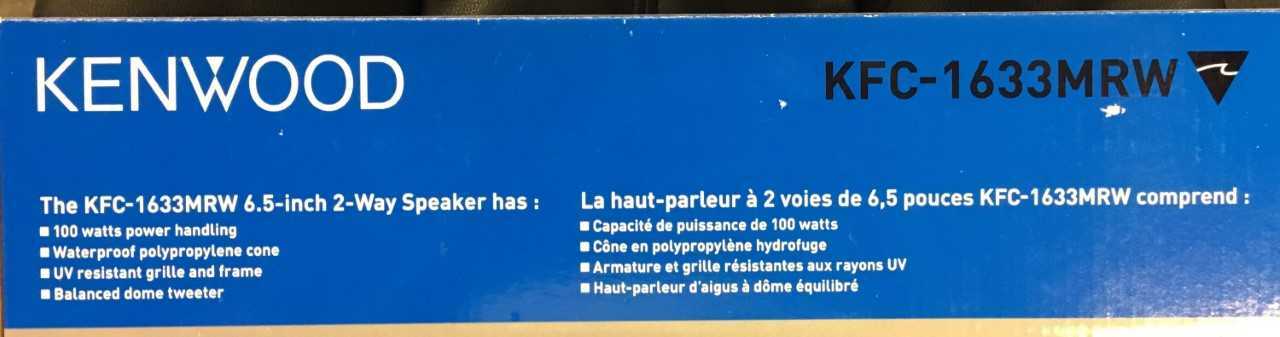 KENWOOD
KFC-1633MRW
The KFC-1633MRW 6.5-inch 2-Way Speaker has :
■ 100 watts power handling
■ Waterproof polypropylene cone
■ UV resistant grille and frame
■ Balanced dome tweeter
La haut-parleur à 2 voies de 6,5 pouces KFC-1633MRW comprend :
■ Capacité de puissance de 100 watts
■ Cône en polypropylène hydrofuge
■ Armature et grille résistantes aux rayons UV
■ Haut-parleur d'aigus à dôme équilibré